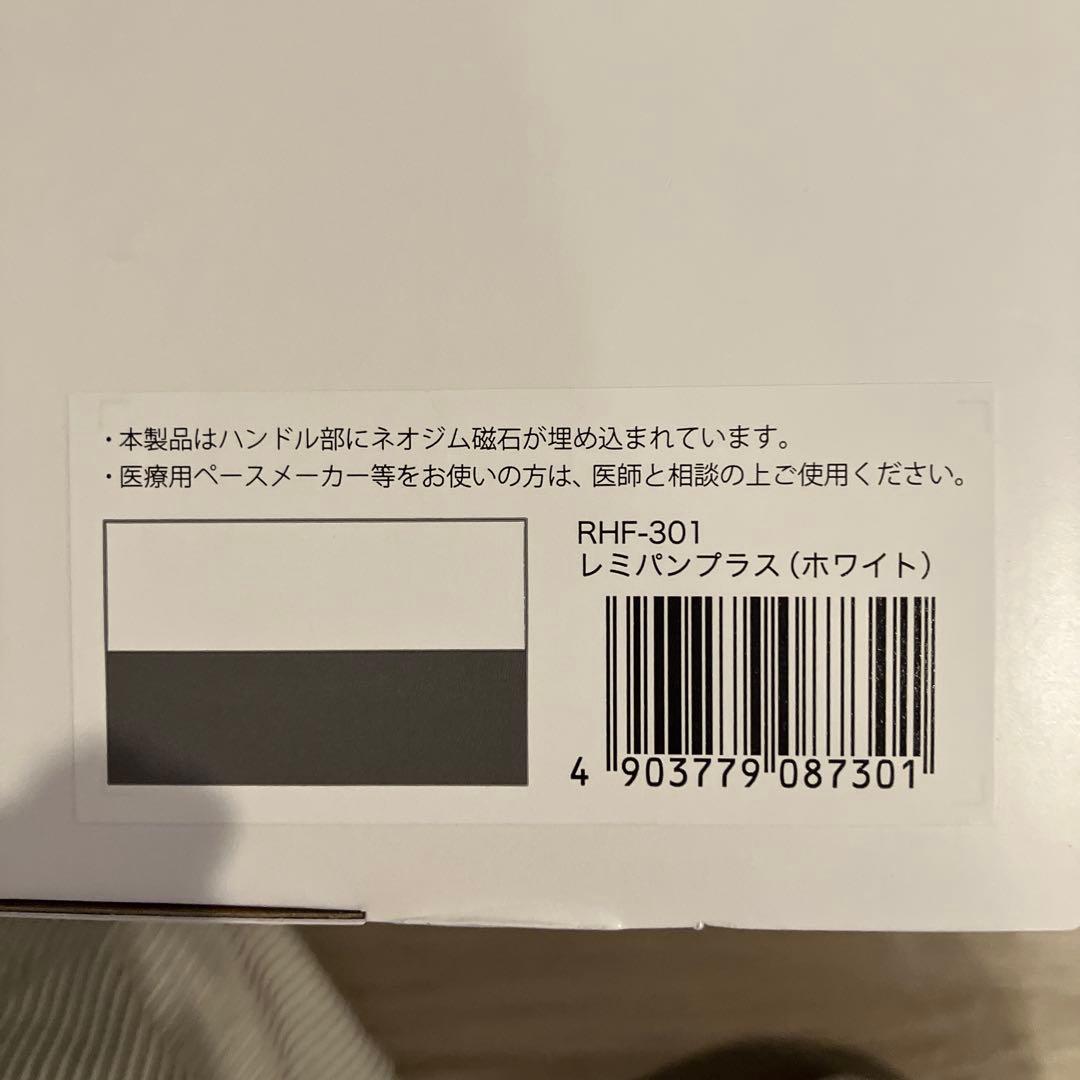 ・本製品はハンドル部にネオジム磁石が埋め込まれています。
・医療用ペースメーカー等をお使いの方は、医師と相談の上ご使用ください。
RHF-301
レミパンプラス（ホワイト）
4 903779 087301